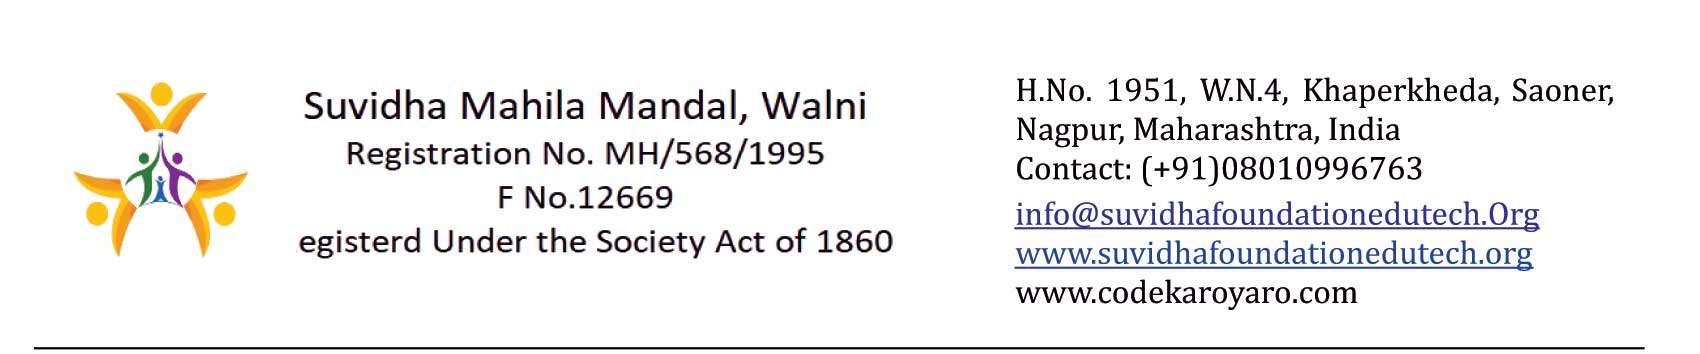 Suvidha Mahila Mandal, Walni
Registration No. MH/568/1995
F No.12669
egisterd Under the Society Act of 1860
H.No. 1951, W.N.4, Khaperkheda, Saoner,
Nagpur, Maharashtra, India
Contact: (+91)08010996763
info@suvidhafoundationedutech.Org
www.suvidhafoundationedutech.org
www.codekaroyaro.com